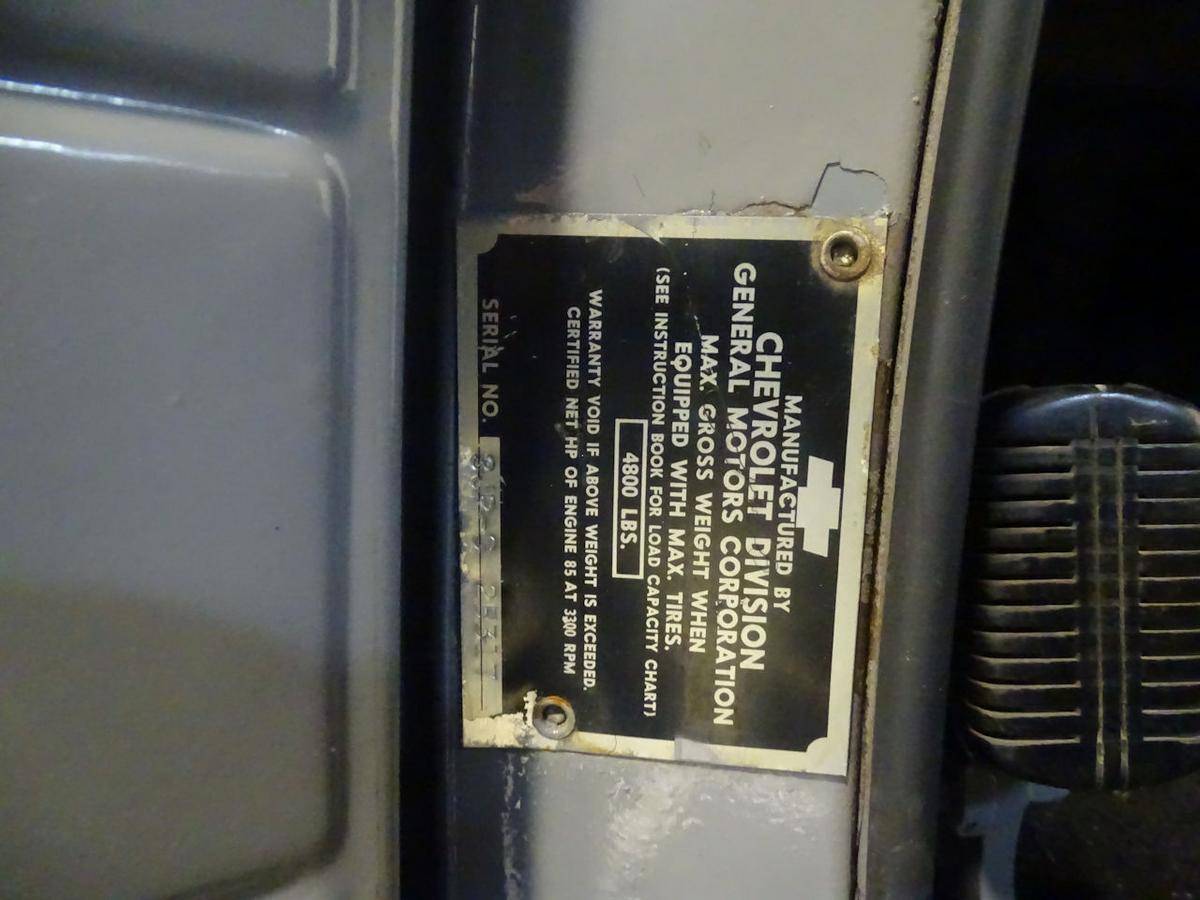 MANUFACTURED BY
CHEVROLET DIVISION
GENERAL MOTORS CORPORATION
MAX. GROSS WEIGHT WHEN
EQUIPPED WITH MAX. TIRES.
(SEE INSTRUCTION BOOK FOR LOAD CAPACITY CHART)
4800 LBS.
WARRANTY VOID IF ABOVE WEIGHT IS EXCEEDED.
CERTIFIED NET HP OF ENGINE 85 AT 3300 RPM
SERIAL NO.